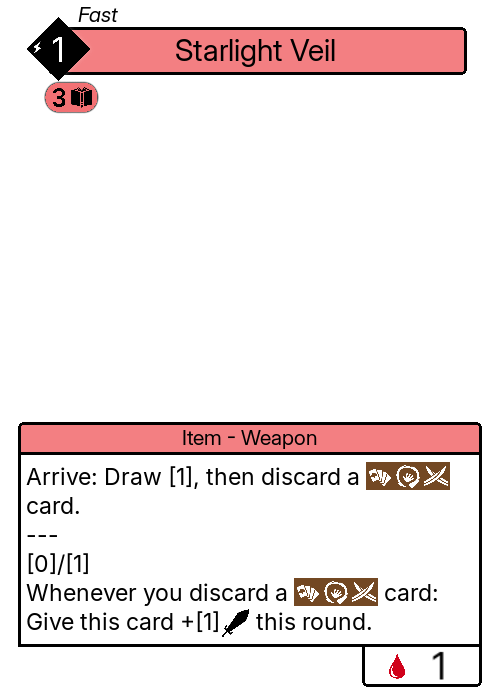 Fast
1
Starlight Veil
3
Item - Weapon
Arrive: Draw [1], then discard a
card.
---
[0]/[1]
Whenever you discard a card:
Give this card +[1] this round.
1